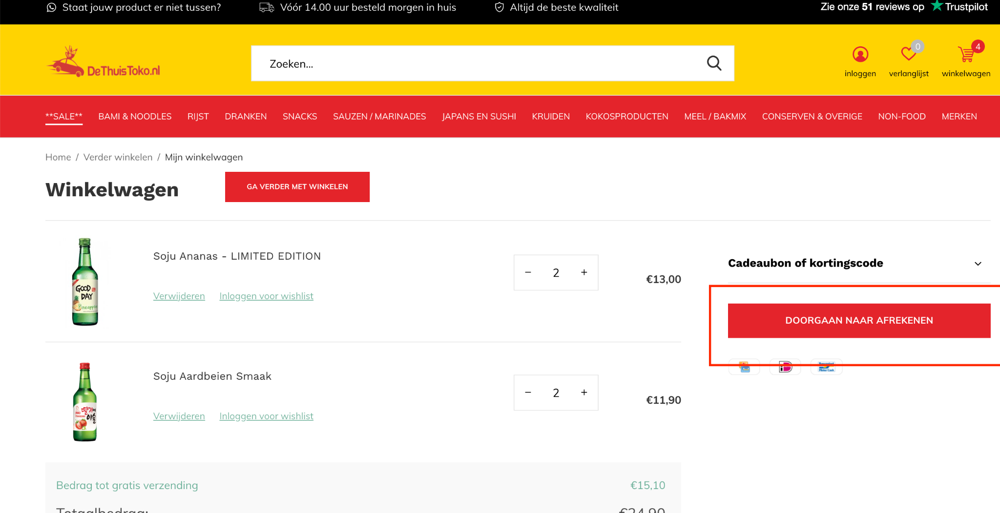 Staat jouw product er niet tussen?
Vóór 14.00 uur besteld morgen in huis
Altijd de beste kwaliteit
Zie onze 51 reviews op Trustpilot
DeThuisToko.nl
Zoeken...
inloggen
0
verlanglijst
4
winkelwagen
**SALE** BAMI & NOODLES RIJST DRANKEN SNACKS SAUZEN / MARINADES JAPANS EN SUSHI KRUIDEN KOKOSPRODUCTEN MEEL / BAKMIX CONSERVEN & OVERIGE NON-FOOD MERKEN
Home / Verder winkelen / Mijn winkelwagen
Winkelwagen
GA VERDER MET WINKELEN
GOOD
DAY
Pineapple
Soju Ananas - LIMITED EDITION
Verwijderen Inloggen voor wishlist
− 2 +
€13,00
딸기에
이슬
Soju Aardbeien Smaak
Verwijderen Inloggen voor wishlist
− 2 +
€11,90
Bedrag tot gratis verzending €15,10
Totaalbedrag: €24,90
Cadeaubon of kortingscode
DOORGAAN NAAR AFREKENEN
iD
Bancontact
Mister Cash